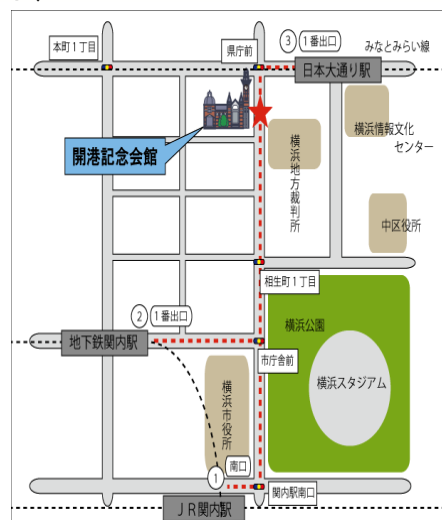 本町1丁目
県庁前
③
1番出口
みなとみらい線
日本大通り駅
開港記念会館
横浜地方裁判所
横浜情報文化
センター
中区役所
相生町1丁目
②
1番出口
地下鉄関内駅
市庁舎前
横浜公園
横浜スタジアム
横浜市役所
①
南口
関内駅南口
JR関内駅